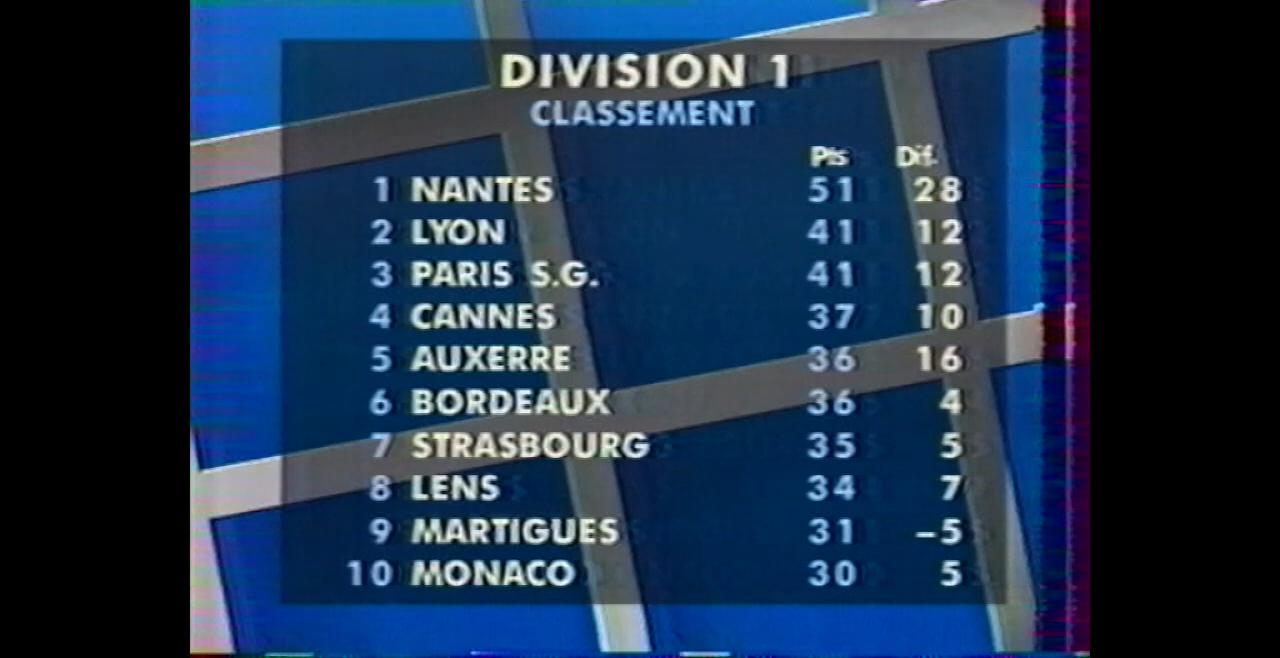 DIVISION 1
CLASSEMENT
Pts Dif.
1 NANTES 51 28
2 LYON 41 12
3 PARIS S.G. 41 12
4 CANNES 37 10
5 AUXERRE 36 16
6 BORDEAUX 36 4
7 STRASBOURG 35 5
8 LENS 34 7
9 MARTIGUES 31 -5
10 MONACO 30 5